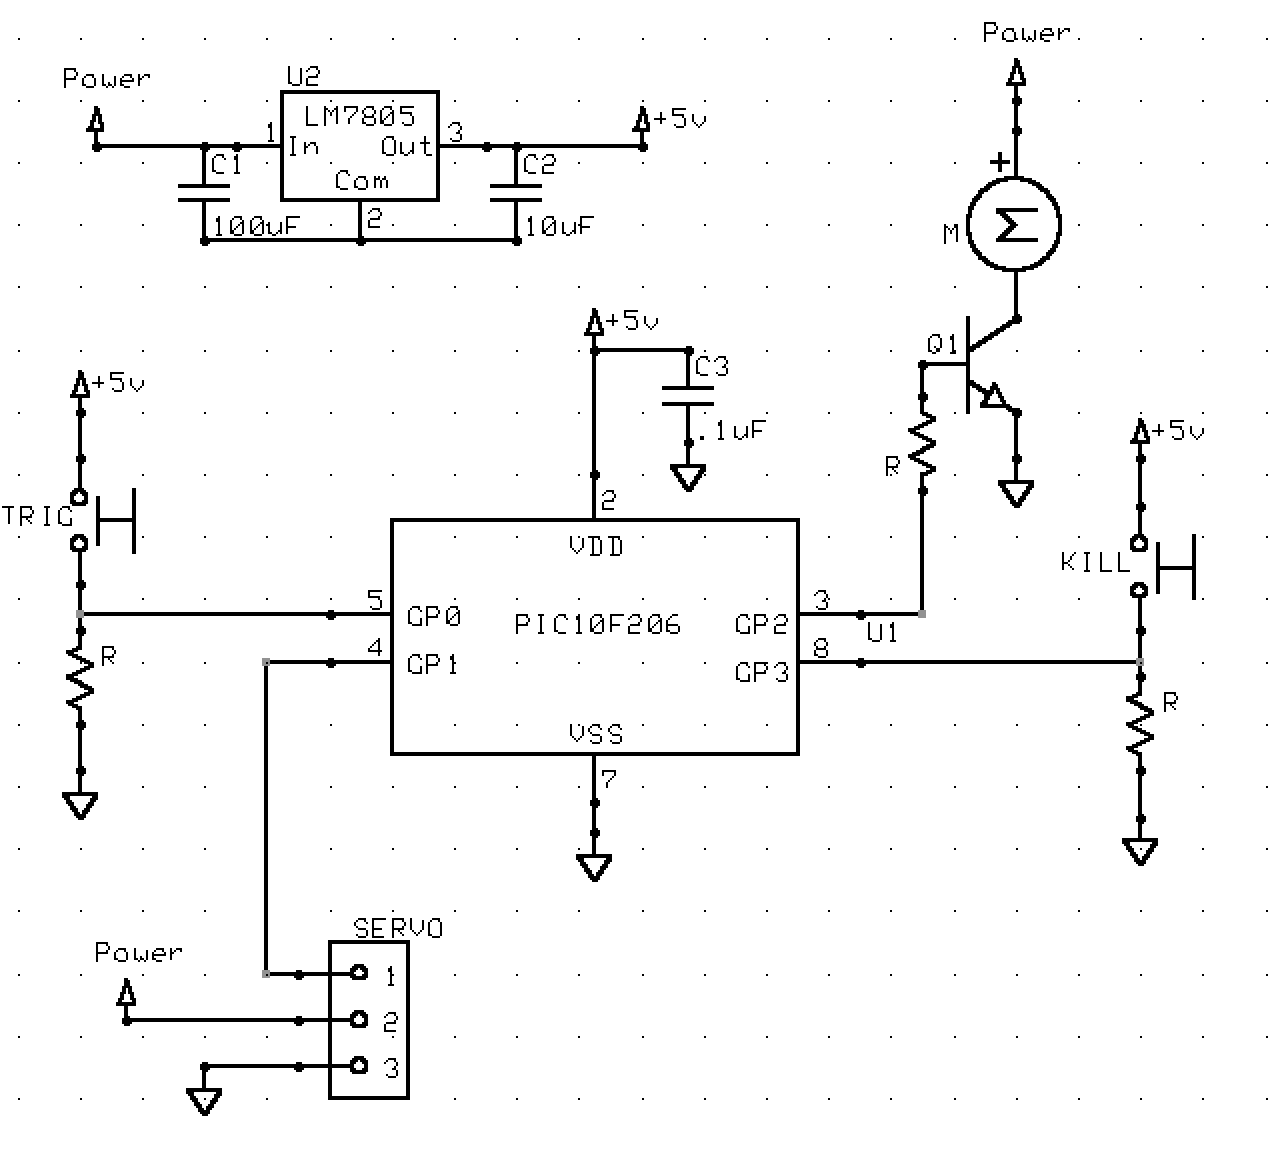 Power
Power
U2
LM7805
1 In Out 3
+5v
C1
C2
Com
+
2
100uF
10uF
M
+5v
Q1
C3
+5v
.1uF
+5v
R
2
TRIG
VDD
KILL
5 GP0
PIC10F206
GP2 3
U1
4 GP1
GP3 8
R
R
VSS
7
SERVO
Power
1
2
3